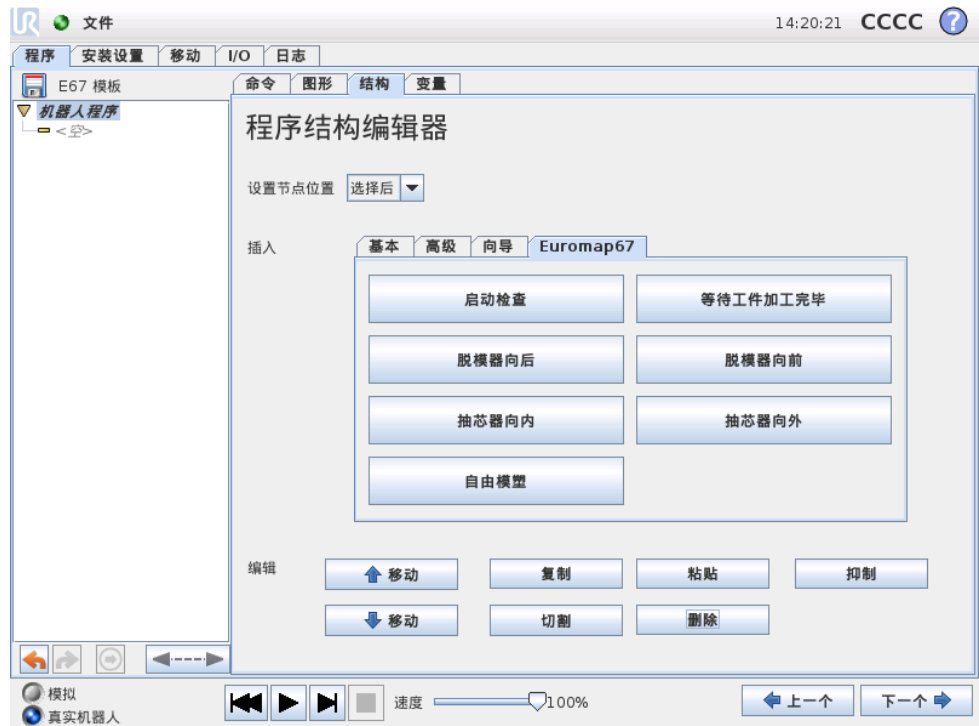 UR 文件 14:20:21 CCCC ?
程序 安装设置 移动 I/O 日志
E67 模板 命令 图形 结构 变量
机器人程序
<空>
程序结构编辑器
设置节点位置 选择后
插入 基本 高级 向导 Euromap67
启动检查 等待工件加工完毕
脱模器向后 脱模器向前
抽芯器向内 抽芯器向外
自由模塑
编辑 移动 复制 粘贴 抑制
移动 切割 删除
模拟
真实机器人
速度 100% 上一个 下一个